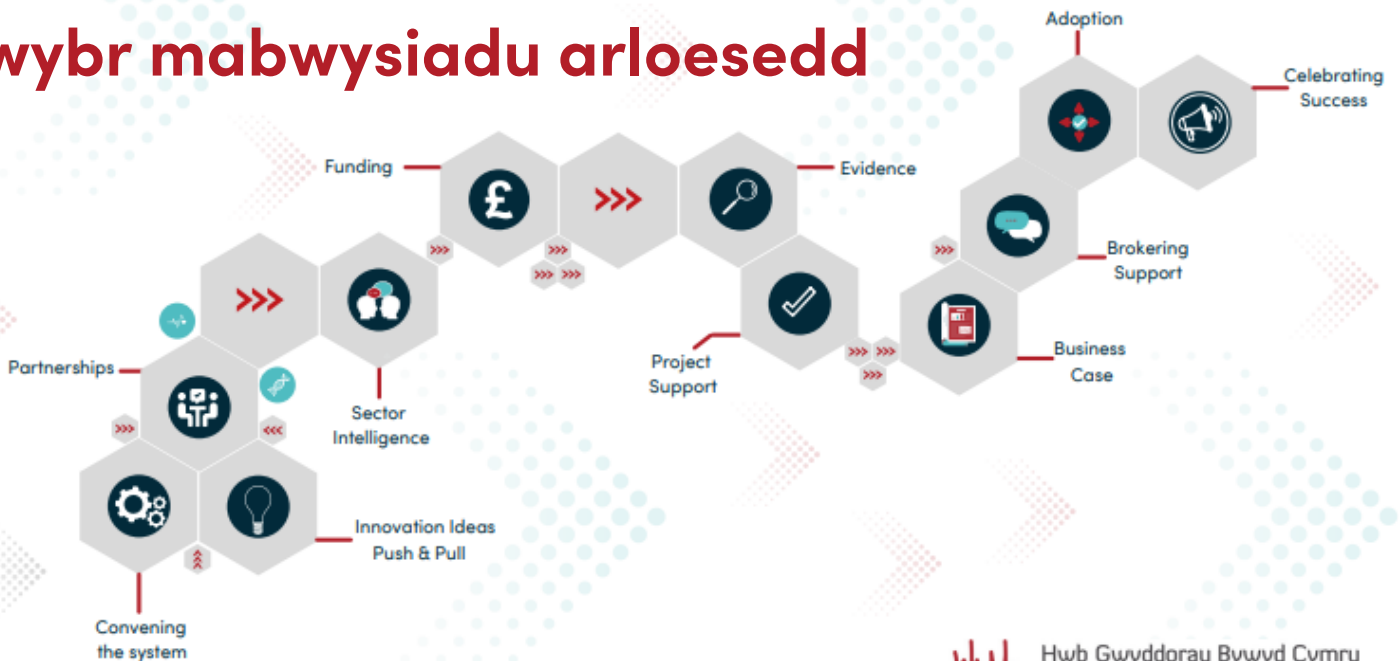 wybr mabwysiadu arloesedd
Adoption
Celebrating
Success
Funding
£
Evidence
Brokering
Support
Partnerships
Project
Support
Business
Case
Sector
Intelligence
Innovation Ideas
Push & Pull
Convening
the system
Hwb Gwyddorau Bywyd Cymru